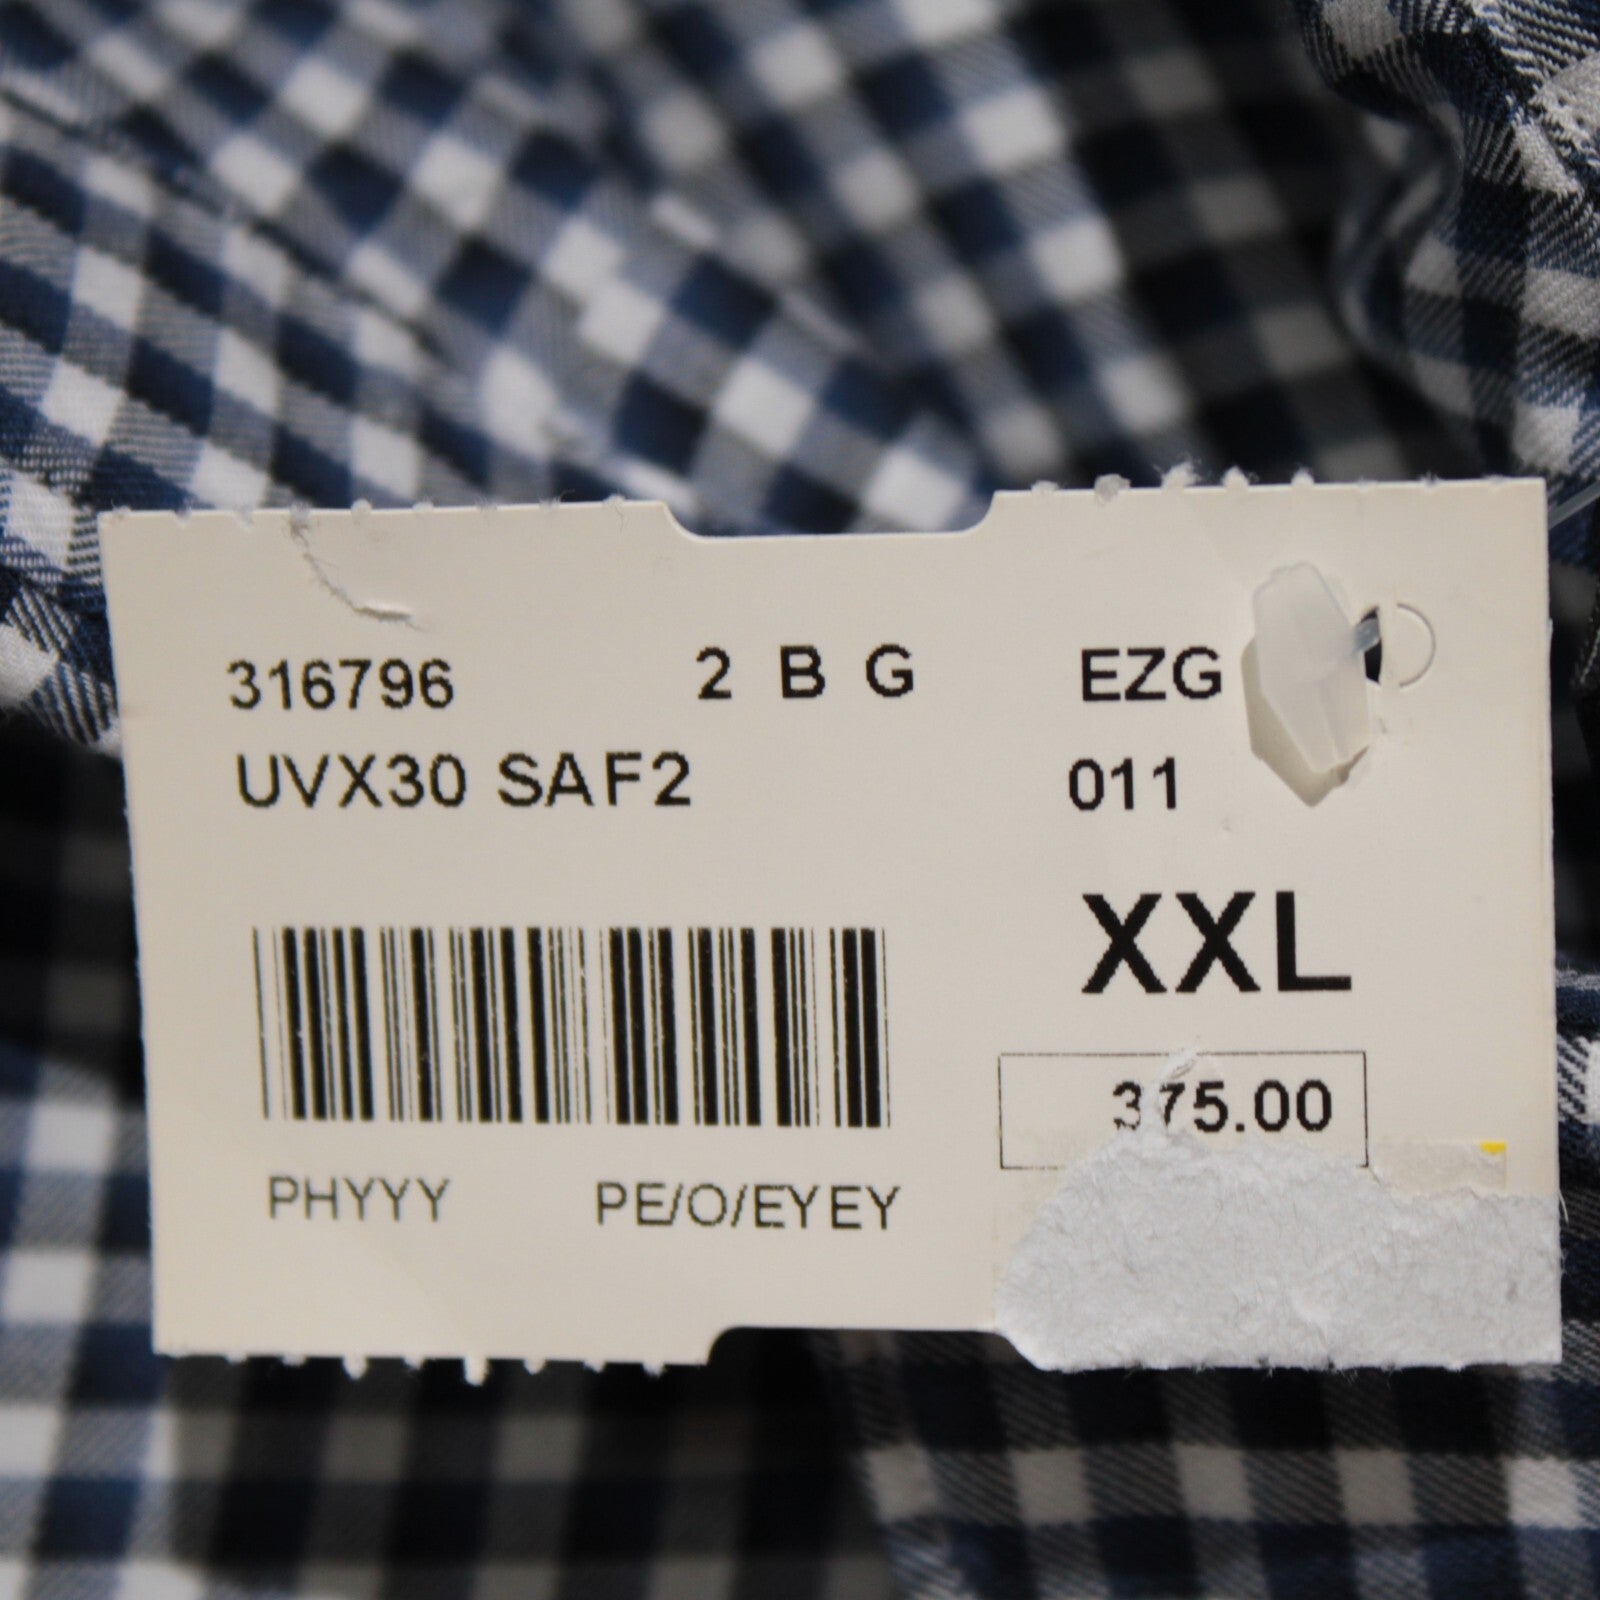 316796 2 B G EZG
UVX30 SAF2 011
XXL
375.00
PHYYY PE/O/EYEY